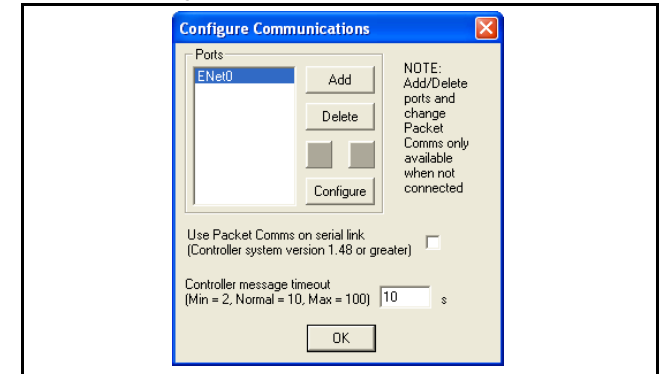 Configure Communications
Ports
ENet0
Add
Delete
Configure
NOTE:
Add/Delete
ports and
change
Packet
Comms only
available
when not
connected
Use Packet Comms on serial link
(Controller system version 1.48 or greater)
Controller message timeout
(Min = 2, Normal = 10, Max = 100) 10 s
OK